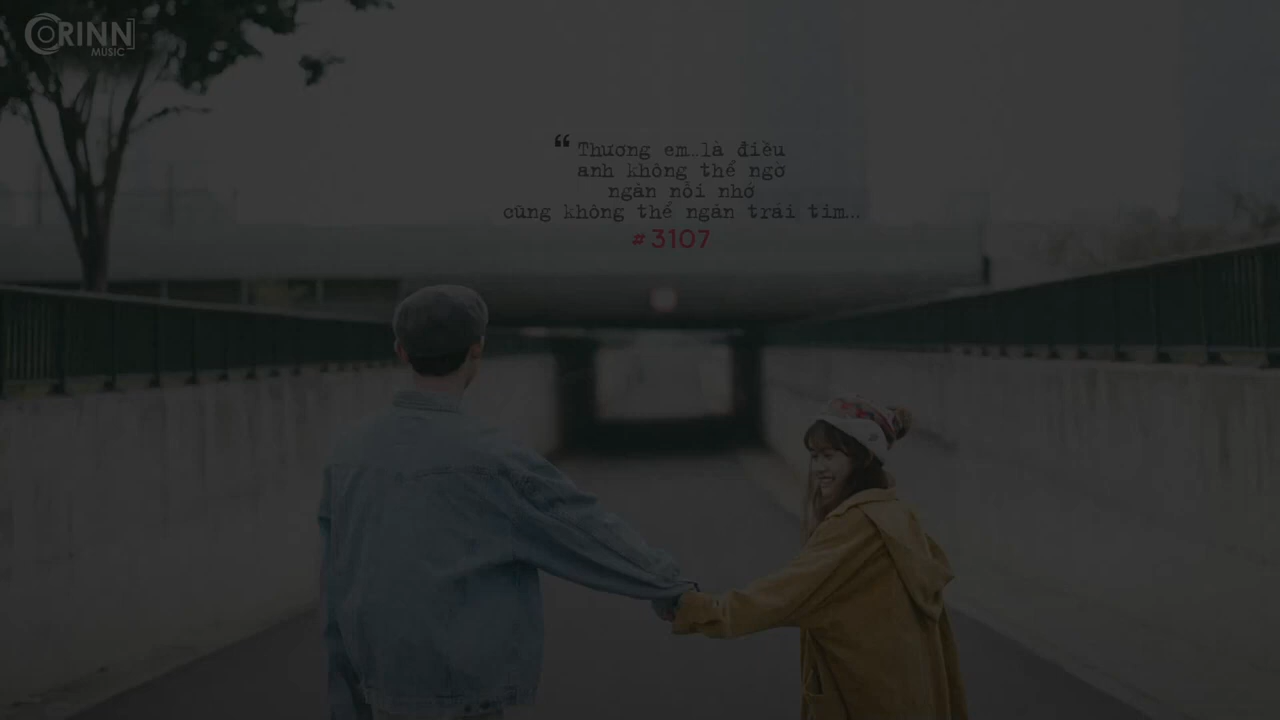 ORINN
MUSIC
“ Thương em...là điều
anh không thể ngờ
ngàn nỗi nhớ
cũng không thể ngăn trái tim...
#3107